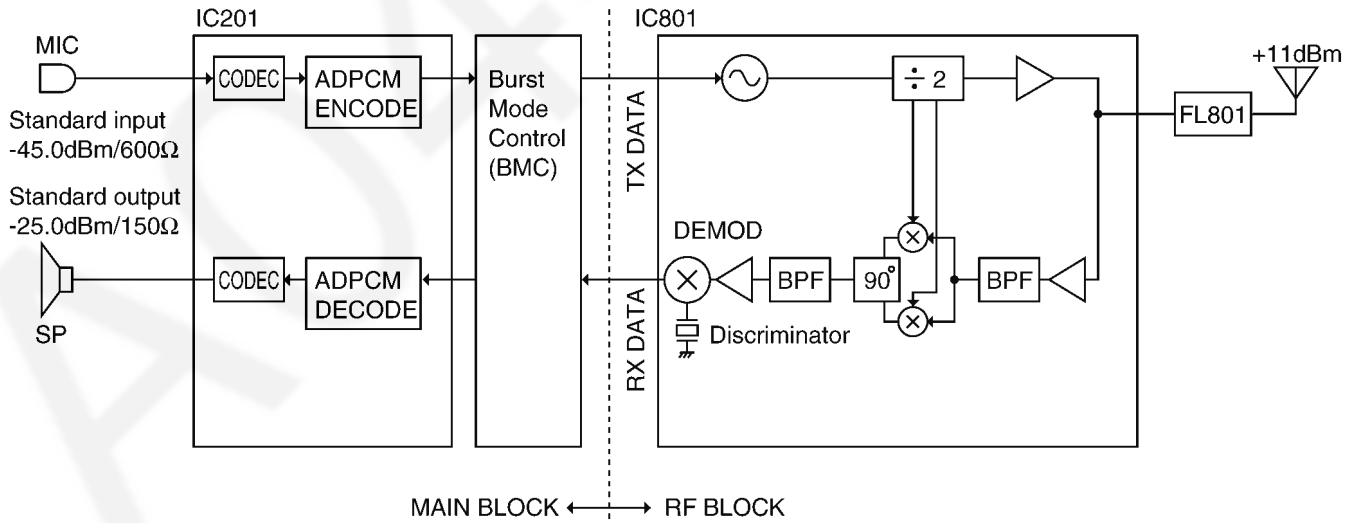 IC201
IC801
MIC
CODEC
ADPCM
ENCODE
Burst
Mode
Control
(BMC)
TX DATA
÷ 2
+11dBm
FL801
Standard input
-45.0dBm/600Ω
Standard output
-25.0dBm/150Ω
SP
CODEC
ADPCM
DECODE
RX DATA
DEMOD
Discriminator
BPF
90°
BPF
MAIN BLOCK
RF BLOCK